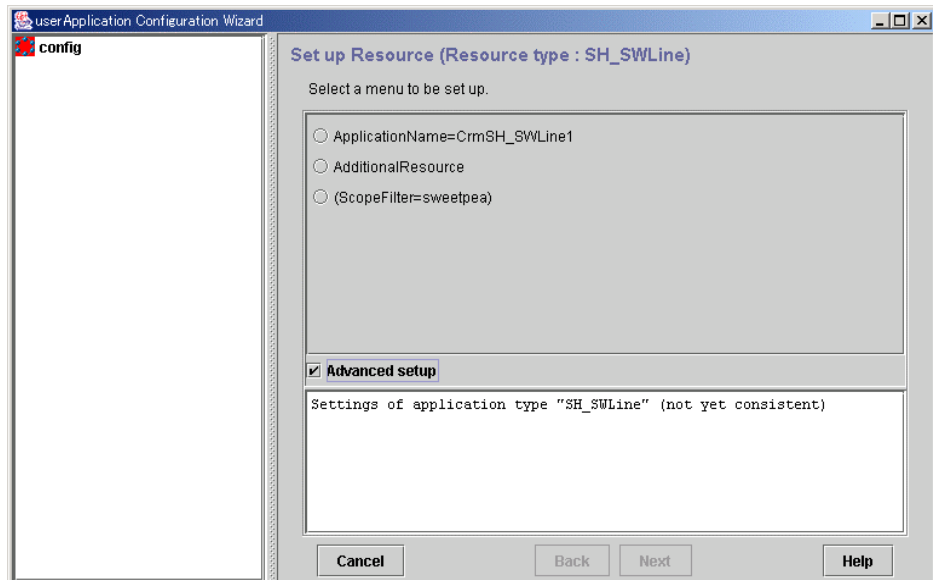 userApplication Configuration Wizard
config
Set up Resource (Resource type : SH_SWLine)
Select a menu to be set up.
ApplicationName=CrmSH_SWLine1
AdditionalResource
(ScopeFilter=sweetpea)
Advanced setup
Settings of application type "SH_SWLine" (not yet consistent)
Cancel
Back
Next
Help